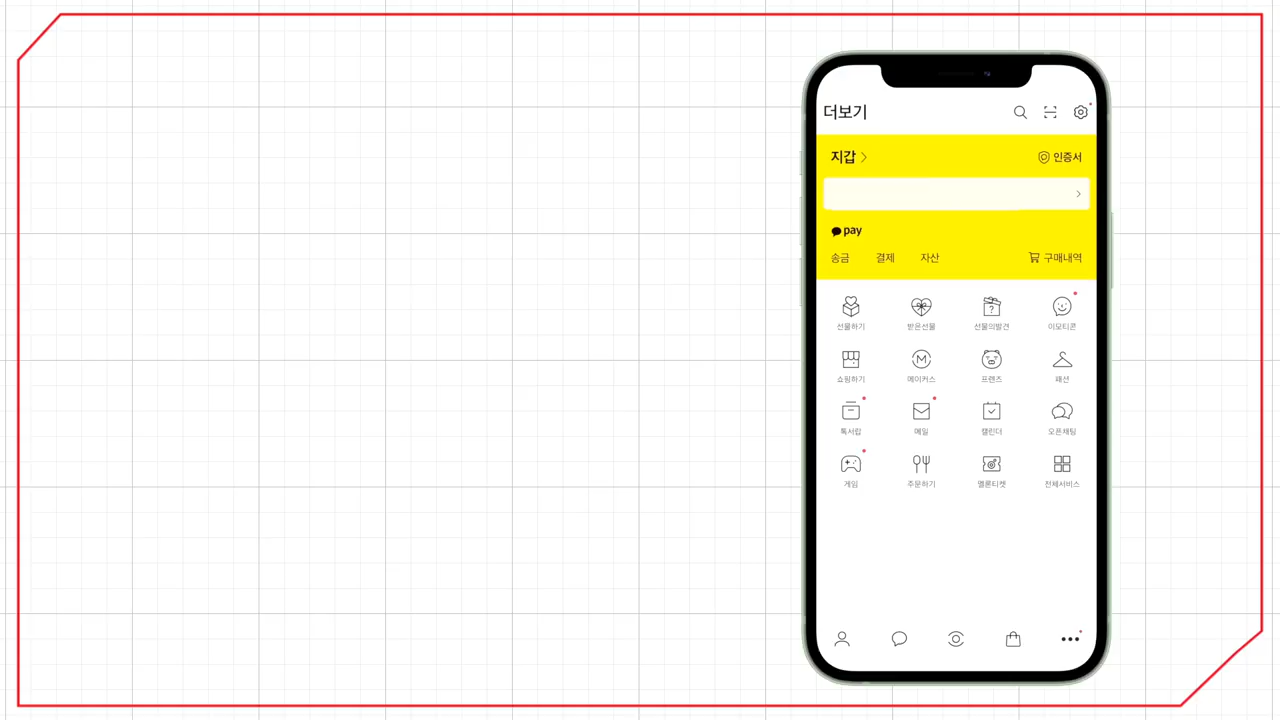 더보기
지갑 >
인증서
pay
송금 결제 자산 구매내역
선물하기 받은선물 선물의발견 이모티콘
쇼핑하기 메이커스 프렌즈 패션
톡서랍 메일 캘린더 오픈채팅
게임 주문하기 멜론티켓 전체서비스